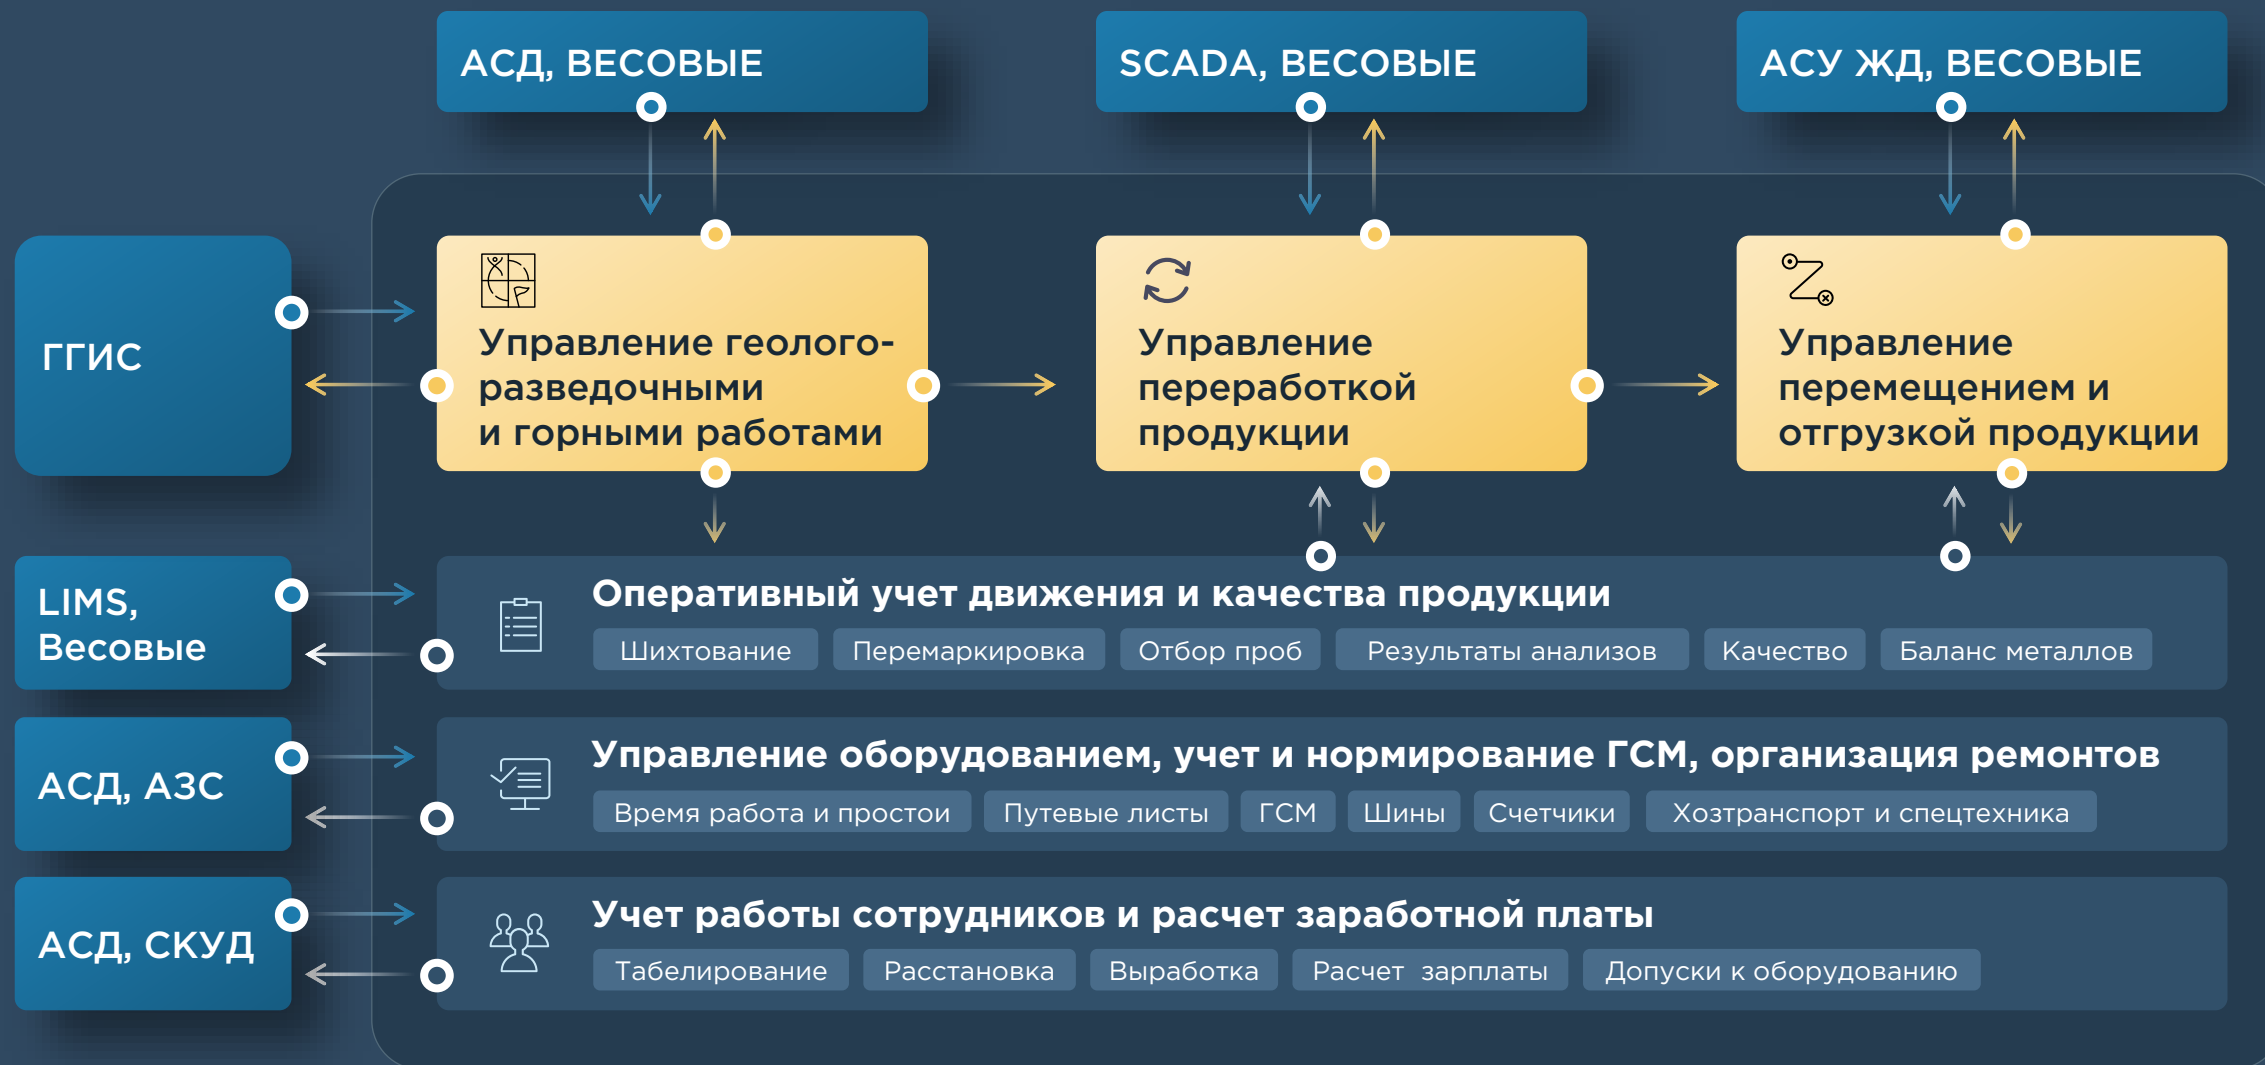 АСД, ВЕСОВЫЕ
SCADA, ВЕСОВЫЕ
АСУ ЖД, ВЕСОВЫЕ
ГГИС
Управление геолого-
разведочными
и горными работами
Управление
переработкой
продукции
Управление
перемещением и
отгрузкой продукции
LIMS,
Весовые
Оперативный учет движения и качества продукции
Шихтование Перемаркировка Отбор проб Результаты анализов Качество Баланс металлов
АСД, АЗС
Управление оборудованием, учет и нормирование ГСМ, организация ремонтов
Время работа и простои Путевые листы ГСМ Шины Счетчики Хозтранспорт и спецтехника
АСД, СКУД
Учет работы сотрудников и расчет заработной платы
Табелирование Расстановка Выработка Расчет зарплаты Допуски к оборудованию